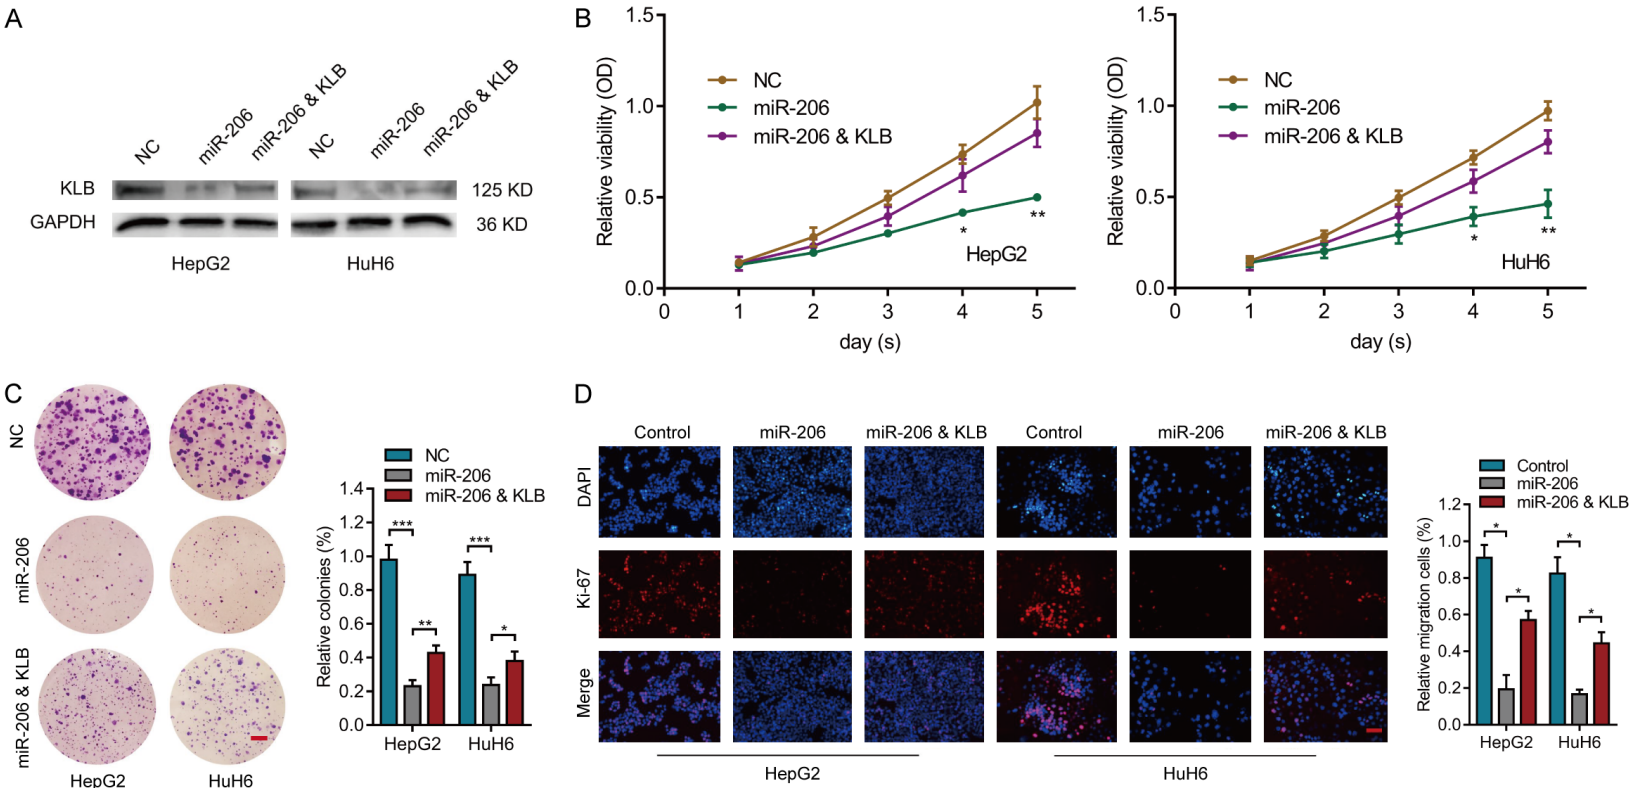 A
NC
miR-206
miR-206 & KLB
NC
miR-206
miR-206 & KLB
KLB
125 KD
GAPDH
36 KD
HepG2
HuH6
B
Relative viability (OD)
1.5
1.0
0.5
0.0
NC
miR-206
miR-206 & KLB
*
**
HepG2
0 1 2 3 4 5
day (s)
Relative viability (OD)
1.5
1.0
0.5
0.0
NC
miR-206
miR-206 & KLB
*
**
HuH6
0 1 2 3 4 5
day (s)
C
NC
miR-206
miR-206 & KLB
HepG2
HuH6
NC
miR-206
miR-206 & KLB
Relative colonies (%)
1.4
1.2
1.0
0.8
0.6
0.4
0.2
0.0
***
**
***
*
HepG2
HuH6
D
Control
miR-206
miR-206 & KLB
Control
miR-206
miR-206 & KLB
DAPI
Ki-67
Merge
HepG2
HuH6
Control
miR-206
miR-206 & KLB
Relative migration cells (%)
1.2
1.0
0.8
0.6
0.4
0.2
0.0
*
*
*
*
HepG2
HuH6